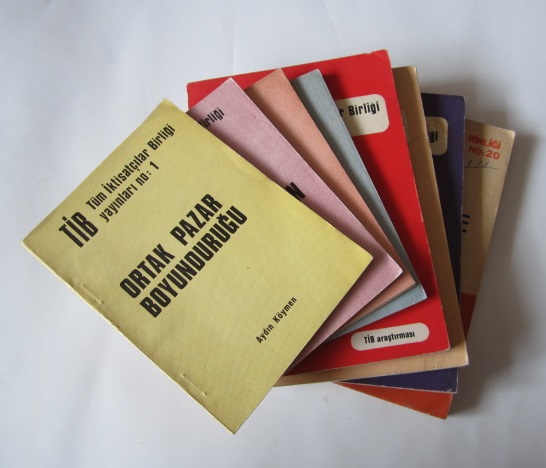 TİB Tüm İktisatçılar Birliği
yayınları no: 1
ORTAK PAZAR
BOYUNDURUĞU
Aydın Köymen
Birliği
TİB araştırması
BİRLİĞİ
NO: 20